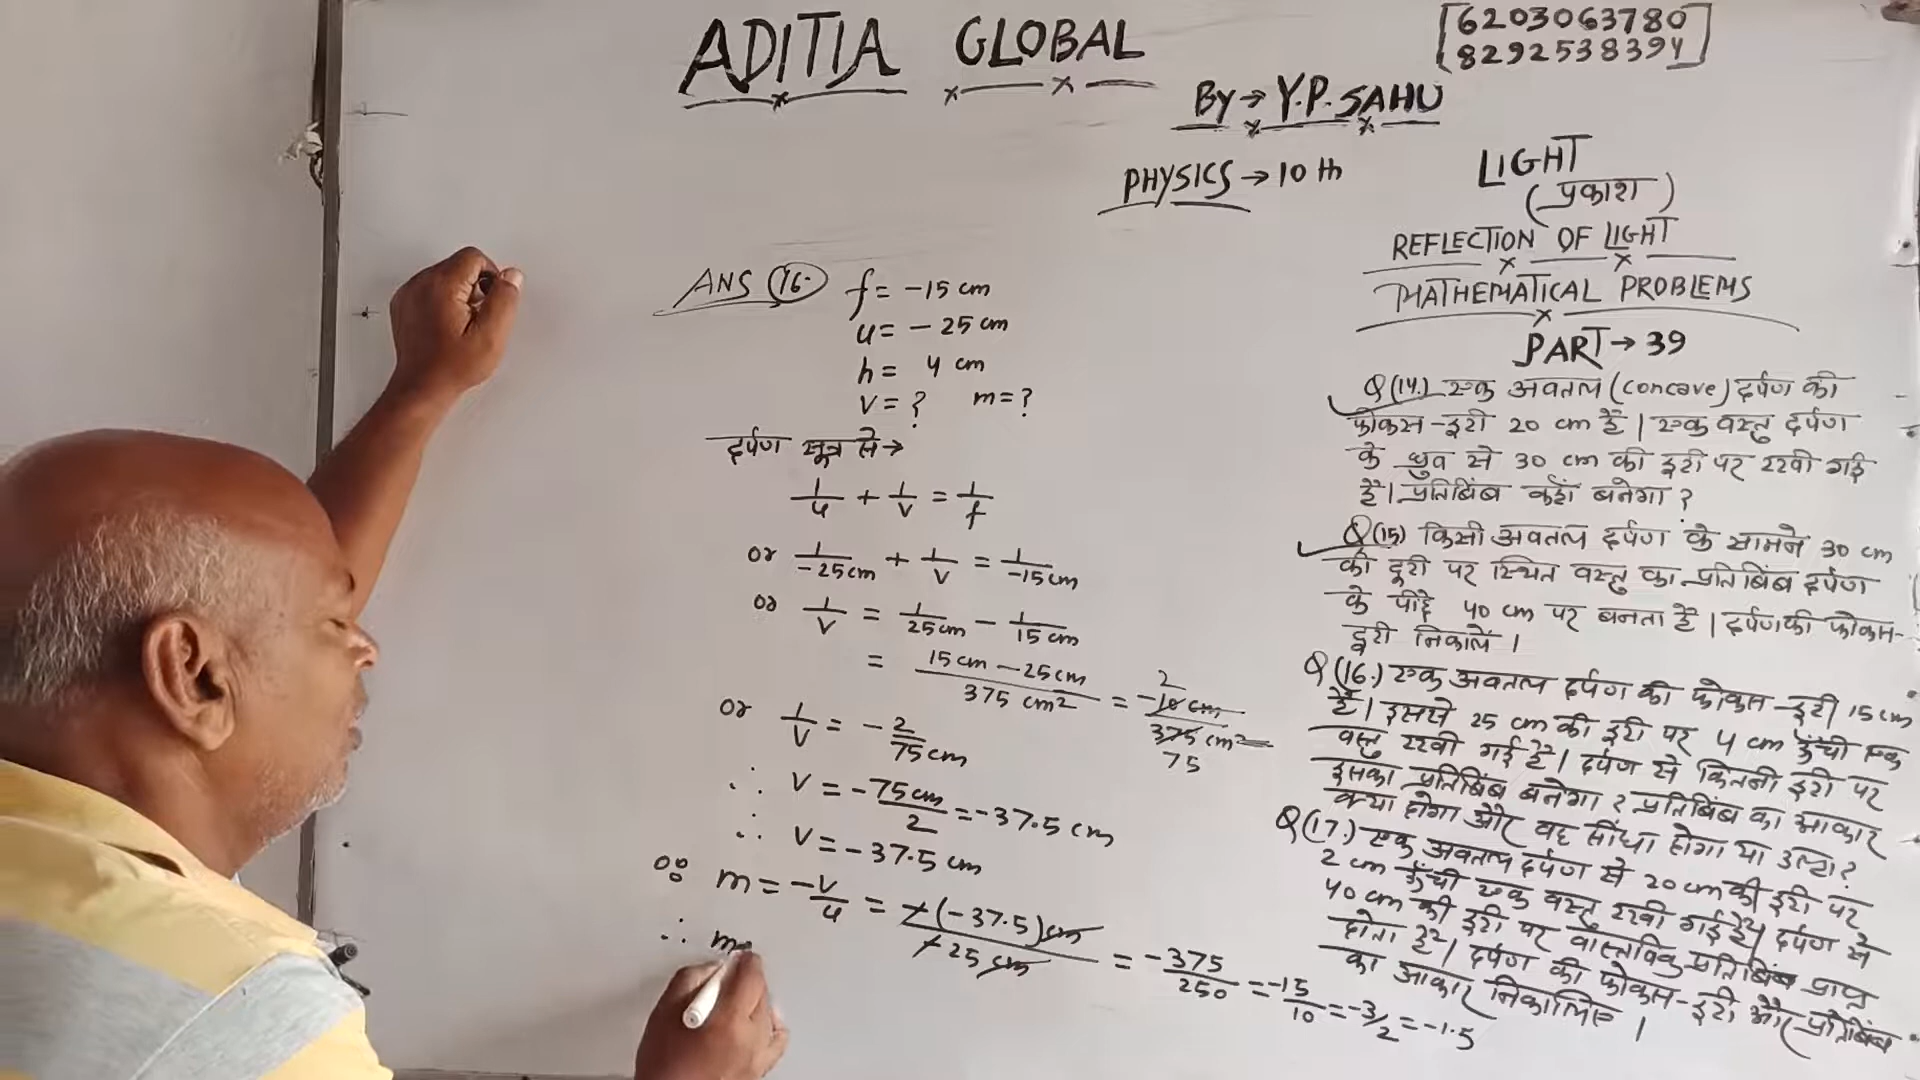 ADITIA GLOBAL
[6203063780
8292538394]
By → Y.P. SAHU
PHYSICS → 10 th
LIGHT
(प्रकाश)
REFLECTION OF LIGHT
MATHEMATICAL PROBLEMS
PART → 39
ANS (16.) f = -15 cm
u = - 25 cm
h = 4 cm
v = ? m = ?
दर्पण सूत्र से →
1/u + 1/v = 1/f
or 1/-25cm + 1/v = 1/-15cm
or 1/v = 1/25cm - 1/15cm
= 15cm - 25cm / 375 cm² = 2 -10 cm / 375 cm² 75
or 1/v = - 2/75cm
∴ v = -75cm/2 = -37.5 cm
∴ v = -37.5 cm
m = -v/u = -(-37.5) cm / -25 cm = -375/250 = -15/10 = -3/2 = -1.5
∴ m=
Q(14.) एक अवतल (concave) दर्पण की
फोकस-दूरी 20 cm है। एक वस्तु दर्पण
के ध्रुव से 30 cm की दूरी पर रखी गई
है। प्रतिबिंब कहाँ बनेगा ?
Q(15) किसी अवतल दर्पण के सामने 30 cm
की दूरी पर स्थित वस्तु का प्रतिबिंब दर्पण
के पीछे 40 cm पर बनता है। दर्पण की फोकस-
दूरी निकालें।
Q(16.) एक अवतल दर्पण की फोकस-दूरी 15 cm
है। इससे 25 cm की दूरी पर 4 cm ऊँची एक
वस्तु रखी गई है। दर्पण से कितनी दूरी पर
इसका प्रतिबिंब बनेगा ? प्रतिबिंब का आकार
क्या होगा और वह सीधा होगा या उल्टा ?
Q(17.) एक अवतल दर्पण से 20 cm की दूरी पर
2 cm ऊँची एक वस्तु रखी गई है। दर्पण से
40 cm की दूरी पर वास्तविक प्रतिबिंब प्राप्त
होता है। दर्पण की फोकस-दूरी और प्रतिबिंब
का आकार निकालिए।